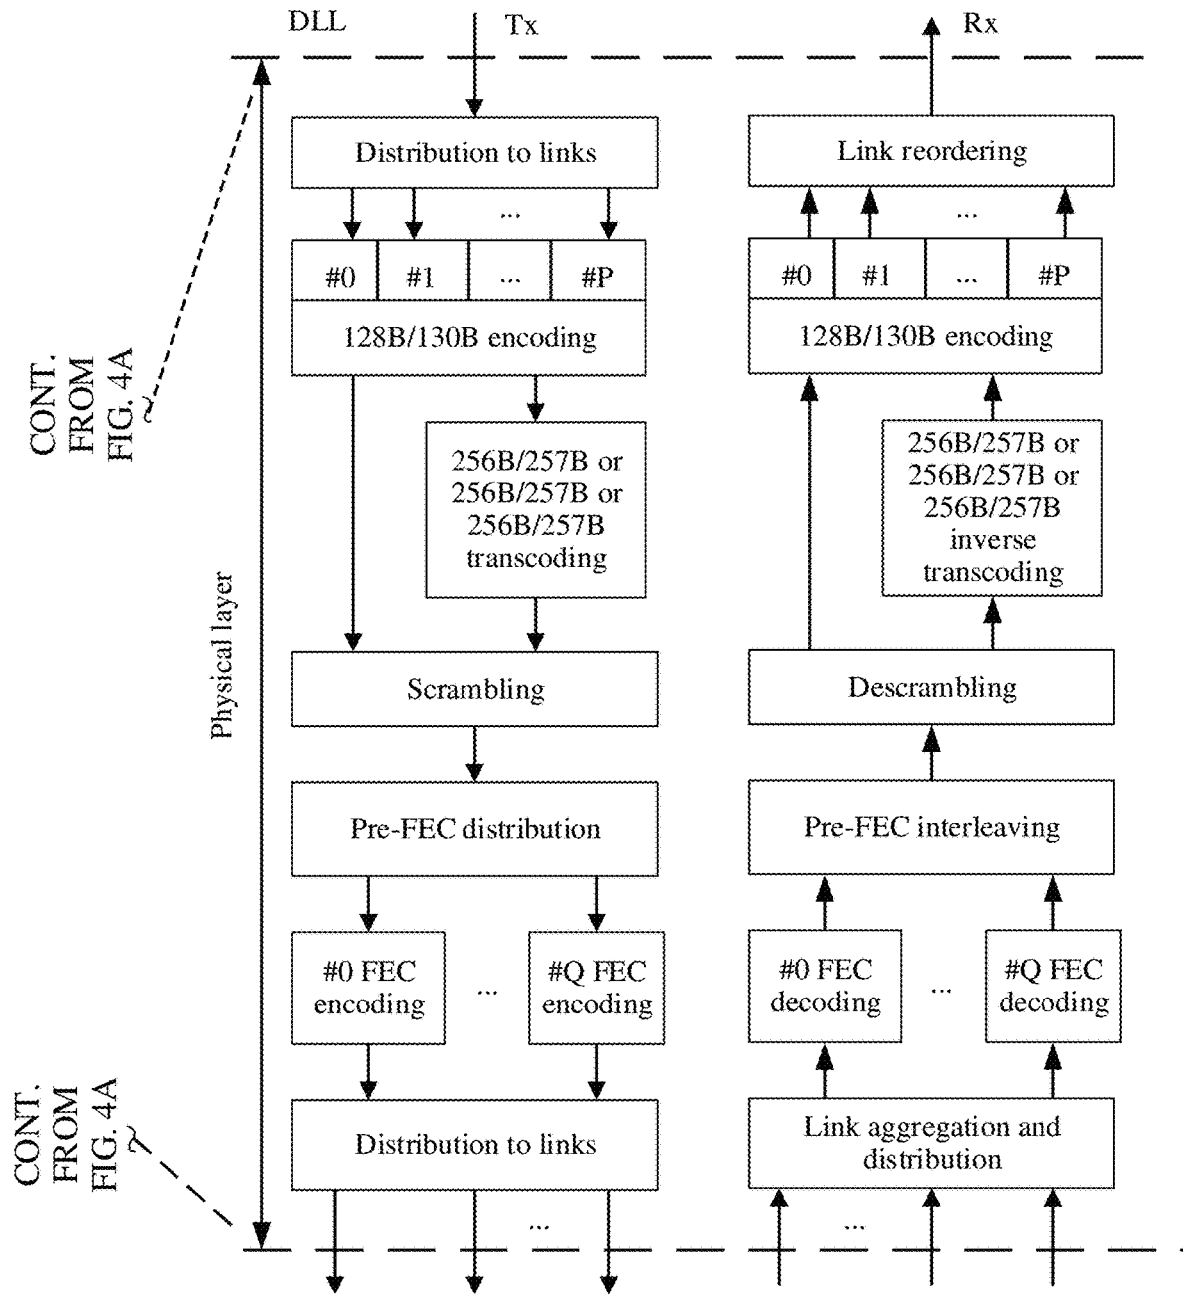 DLL
Tx
Rx
CONT.
FROM
FIG. 4A
Physical layer
CONT.
FROM
FIG. 4A
Distribution to links
...
#0 #1 ... #P
128B/130B encoding
256B/257B or
256B/257B or
256B/257B
transcoding
Scrambling
Pre-FEC distribution
#0 FEC
encoding
...
#Q FEC
encoding
Distribution to links
...
Link reordering
...
#0 #1 ... #P
128B/130B encoding
256B/257B or
256B/257B or
256B/257B
inverse
transcoding
Descrambling
Pre-FEC interleaving
#0 FEC
decoding
...
#Q FEC
decoding
Link aggregation and
distribution
...